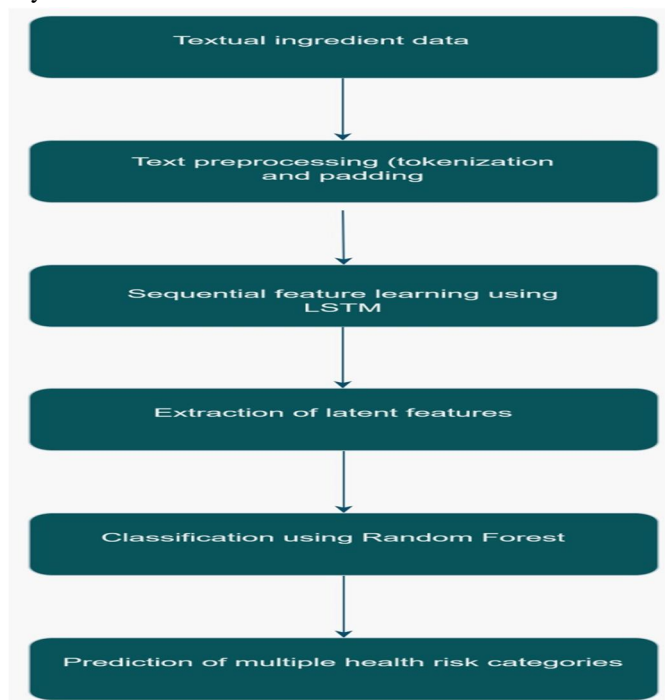 Textual ingredient data
Text preprocessing (tokenization
and padding
Sequential feature learning using
LSTM
Extraction of latent features
Classification using Random Forest
Prediction of multiple health risk categories